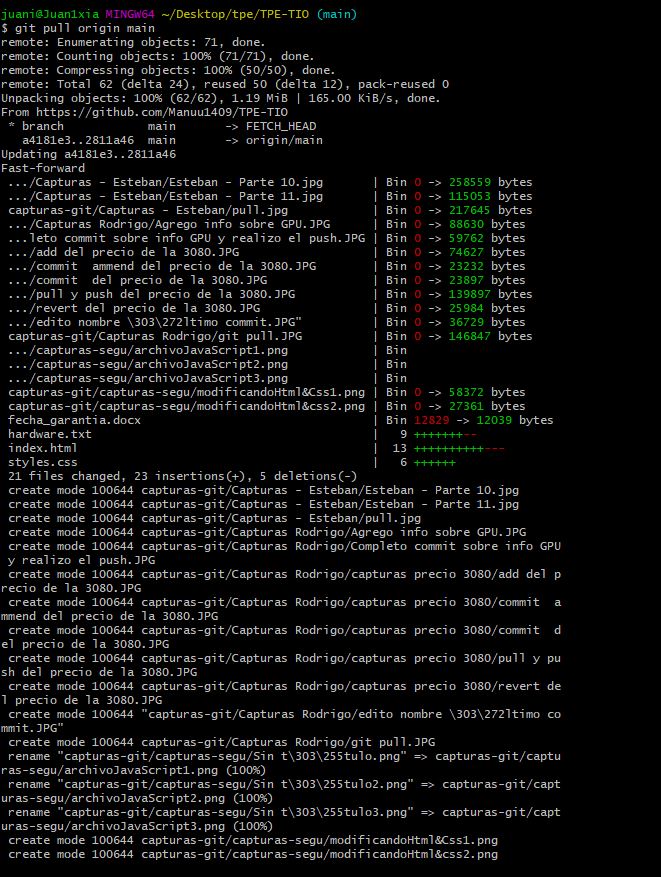 juani@Juan1xia MINGW64 ~/Desktop/tpe/TPE-TIO (main)
$ git pull origin main
remote: Enumerating objects: 71, done.
remote: Counting objects: 100% (71/71), done.
remote: Compressing objects: 100% (50/50), done.
remote: Total 62 (delta 24), reused 50 (delta 12), pack-reused 0
Unpacking objects: 100% (62/62), 1.19 MiB | 165.00 KiB/s, done.
From https://github.com/Manuu1409/TPE-TIO
 * branch            main       -> FETCH_HEAD
   a4181e3..2811a46  main       -> origin/main
Updating a4181e3..2811a46
Fast-forward
 .../Capturas - Esteban/Esteban - Parte 10.jpg       | Bin 0 -> 258559 bytes
 .../Capturas - Esteban/Esteban - Parte 11.jpg       | Bin 0 -> 115053 bytes
 capturas-git/Capturas - Esteban/pull.jpg            | Bin 0 -> 217645 bytes
 .../Capturas Rodrigo/Agrego info sobre GPU.JPG      | Bin 0 -> 88630 bytes
 ...leto commit sobre info GPU y realizo el push.JPG | Bin 0 -> 59762 bytes
 .../add del precio de la 3080.JPG                   | Bin 0 -> 74627 bytes
 .../commit  ammend del precio de la 3080.JPG        | Bin 0 -> 23232 bytes
 .../commit  del precio de la 3080.JPG               | Bin 0 -> 23897 bytes
 .../pull y push del precio de la 3080.JPG           | Bin 0 -> 139897 bytes
 .../revert del precio de la 3080.JPG                | Bin 0 -> 25984 bytes
 .../edito nombre \303\272ltimo commit.JPG"          | Bin 0 -> 36729 bytes
 capturas-git/Capturas Rodrigo/git pull.JPG          | Bin 0 -> 146847 bytes
 .../capturas-segu/archivoJavaScript1.png            | Bin
 .../capturas-segu/archivoJavaScript2.png            | Bin
 .../capturas-segu/archivoJavaScript3.png            | Bin
 capturas-git/capturas-segu/modificandoHtml&Css1.png | Bin 0 -> 58372 bytes
 capturas-git/capturas-segu/modificandoHtml&css2.png | Bin 0 -> 27361 bytes
 fecha_garantia.docx                                 | Bin 12829 -> 12039 bytes
 hardware.txt                                        |   9 +++++++--
 index.html                                          |  13 ++++++++++---
 styles.css                                          |   6 ++++++
 21 files changed, 23 insertions(+), 5 deletions(-)
 create mode 100644 capturas-git/Capturas - Esteban/Esteban - Parte 10.jpg
 create mode 100644 capturas-git/Capturas - Esteban/Esteban - Parte 11.jpg
 create mode 100644 capturas-git/Capturas - Esteban/pull.jpg
 create mode 100644 capturas-git/Capturas Rodrigo/Agrego info sobre GPU.JPG
 create mode 100644 capturas-git/Capturas Rodrigo/Completo commit sobre info GPU
 y realizo el push.JPG
 create mode 100644 capturas-git/Capturas Rodrigo/capturas precio 3080/add del p
recio de la 3080.JPG
 create mode 100644 capturas-git/Capturas Rodrigo/capturas precio 3080/commit  a
mmend del precio de la 3080.JPG
 create mode 100644 capturas-git/Capturas Rodrigo/capturas precio 3080/commit  d
el precio de la 3080.JPG
 create mode 100644 capturas-git/Capturas Rodrigo/capturas precio 3080/pull y pu
sh del precio de la 3080.JPG
 create mode 100644 capturas-git/Capturas Rodrigo/capturas precio 3080/revert de
l precio de la 3080.JPG
 create mode 100644 "capturas-git/Capturas Rodrigo/edito nombre \303\272ltimo co
mmit.JPG"
 create mode 100644 capturas-git/Capturas Rodrigo/git pull.JPG
 rename "capturas-git/capturas-segu/Sin t\303\255tulo.png" => capturas-git/captu
ras-segu/archivoJavaScript1.png (100%)
 rename "capturas-git/capturas-segu/Sin t\303\255tulo2.png" => capturas-git/capt
uras-segu/archivoJavaScript2.png (100%)
 rename "capturas-git/capturas-segu/Sin t\303\255tulo3.png" => capturas-git/capt
uras-segu/archivoJavaScript3.png (100%)
 create mode 100644 capturas-git/capturas-segu/modificandoHtml&Css1.png
 create mode 100644 capturas-git/capturas-segu/modificandoHtml&css2.png